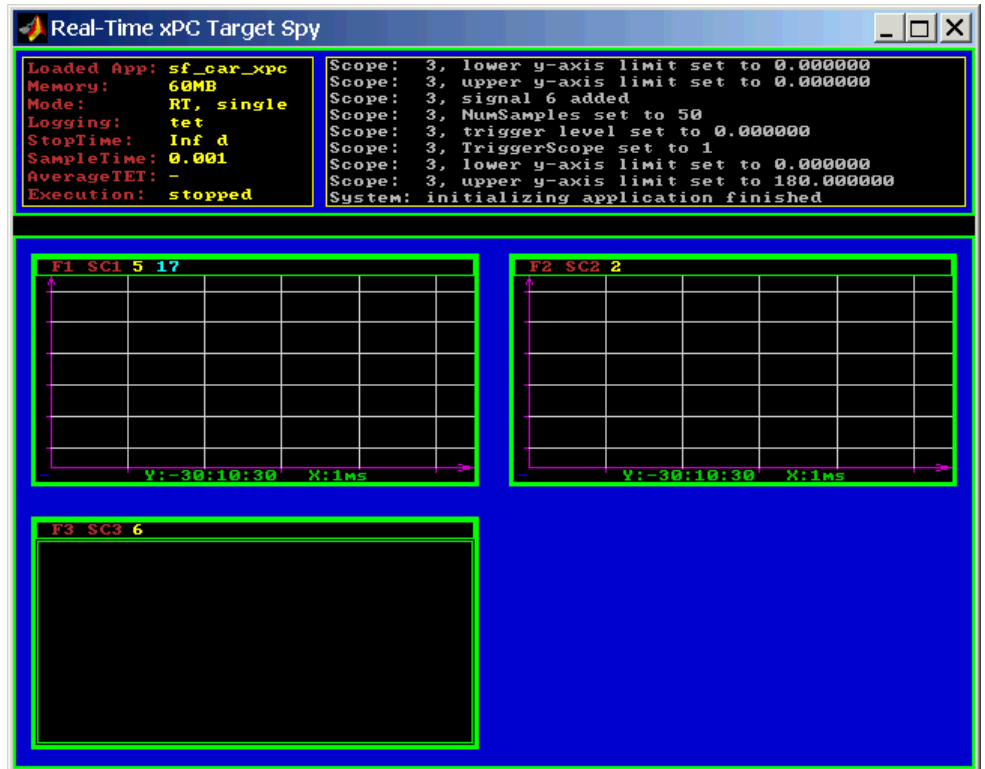 Real-Time xPC Target Spy
Loaded App: sf_car_xpc
Memory: 60MB
Mode: RT, single
Logging: tet
StopTime: Inf d
SampleTime: 0.001
AverageTET: -
Execution: stopped
Scope: 3, lower y-axis limit set to 0.000000
Scope: 3, upper y-axis limit set to 0.000000
Scope: 3, signal 6 added
Scope: 3, NumSamples set to 50
Scope: 3, trigger level set to 0.000000
Scope: 3, TriggerScope set to 1
Scope: 3, lower y-axis limit set to 0.000000
Scope: 3, upper y-axis limit set to 180.000000
System: initializing application finished
F1 SC1 5 17
Y:-30:10:30 X:1ms
F2 SC2 2
Y:-30:10:30 X:1ms
F3 SC3 6